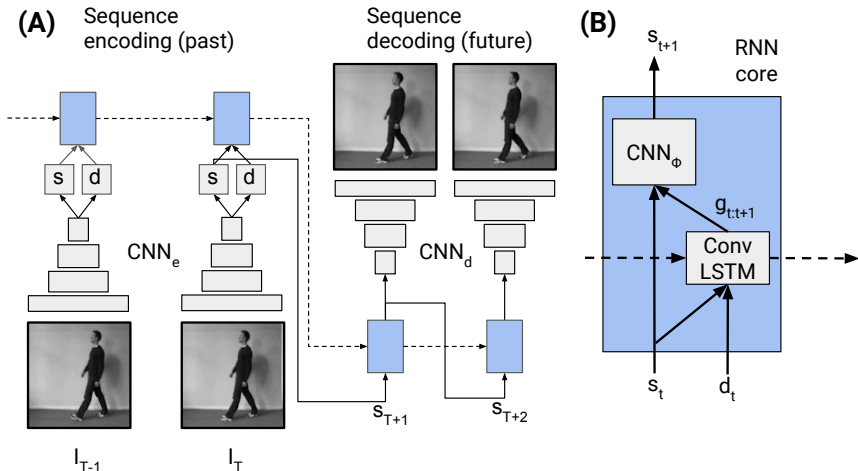 (A)
Sequence
encoding (past)
Sequence
decoding (future)
s d
s d
CNN_e
CNN_d
I_T-1
I_T
s_T+1
s_T+2
(B)
s_t+1
RNN
core
CNN_Φ
g_t:t+1
Conv
LSTM
s_t
d_t